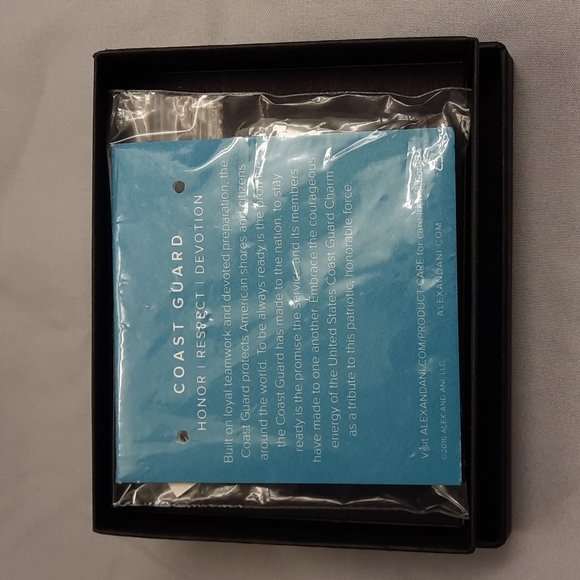 COAST GUARD
HONOR | RESPECT | DEVOTION
Built on loyal teamwork and devoted preparation, the
Coast Guard protects American shores and citizens
around the world. To be always ready is the promise
the Coast Guard has made to the nation, to stay
ready is the promise the service and its members
have made to one another. Embrace the courageous
energy of the United States Coast Guard Charm
as a tribute to this patriotic, honorable force.
Visit ALEXANDANI.COM/PRODUCT CARE for care
©2016 ALEX AND ANI, LLC. ALEXANDANI.COM